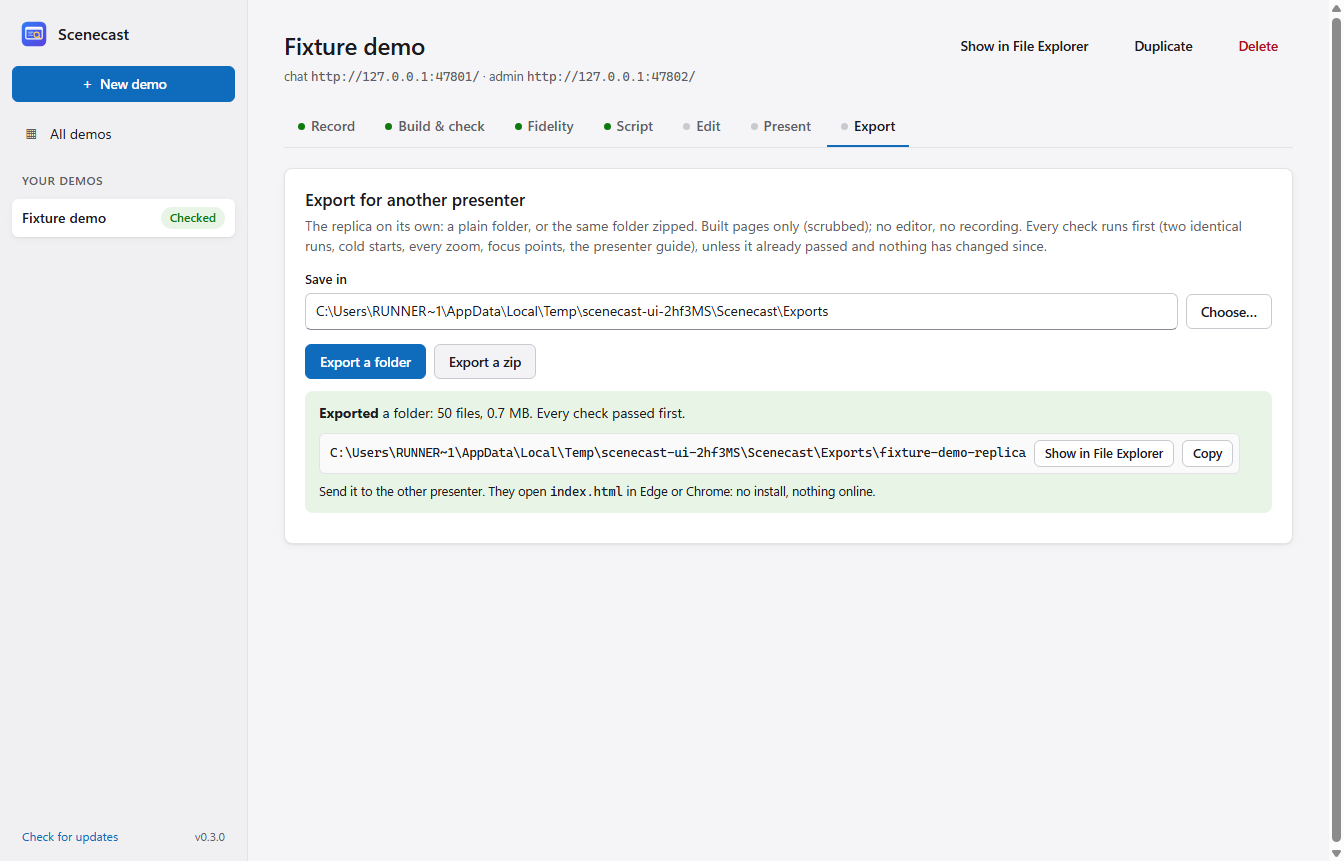 Scenecast
+ New demo
All demos
YOUR DEMOS
Fixture demo Checked
Check for updates v0.3.0
Fixture demo
Show in File Explorer Duplicate Delete
chat http://127.0.0.1:47801/ · admin http://127.0.0.1:47802/
Record Build & check Fidelity Script Edit Present Export
Export for another presenter
The replica on its own: a plain folder, or the same folder zipped. Built pages only (scrubbed); no editor, no recording. Every check runs first (two identical
runs, cold starts, every zoom, focus points, the presenter guide), unless it already passed and nothing has changed since.
Save in
C:\Users\RUNNER~1\AppData\Local\Temp\scenecast-ui-2hf3MS\Scenecast\Exports Choose...
Export a folder Export a zip
Exported a folder: 50 files, 0.7 MB. Every check passed first.
C:\Users\RUNNER~1\AppData\Local\Temp\scenecast-ui-2hf3MS\Scenecast\Exports\fixture-demo-replica Show in File Explorer Copy
Send it to the other presenter. They open index.html in Edge or Chrome: no install, nothing online.